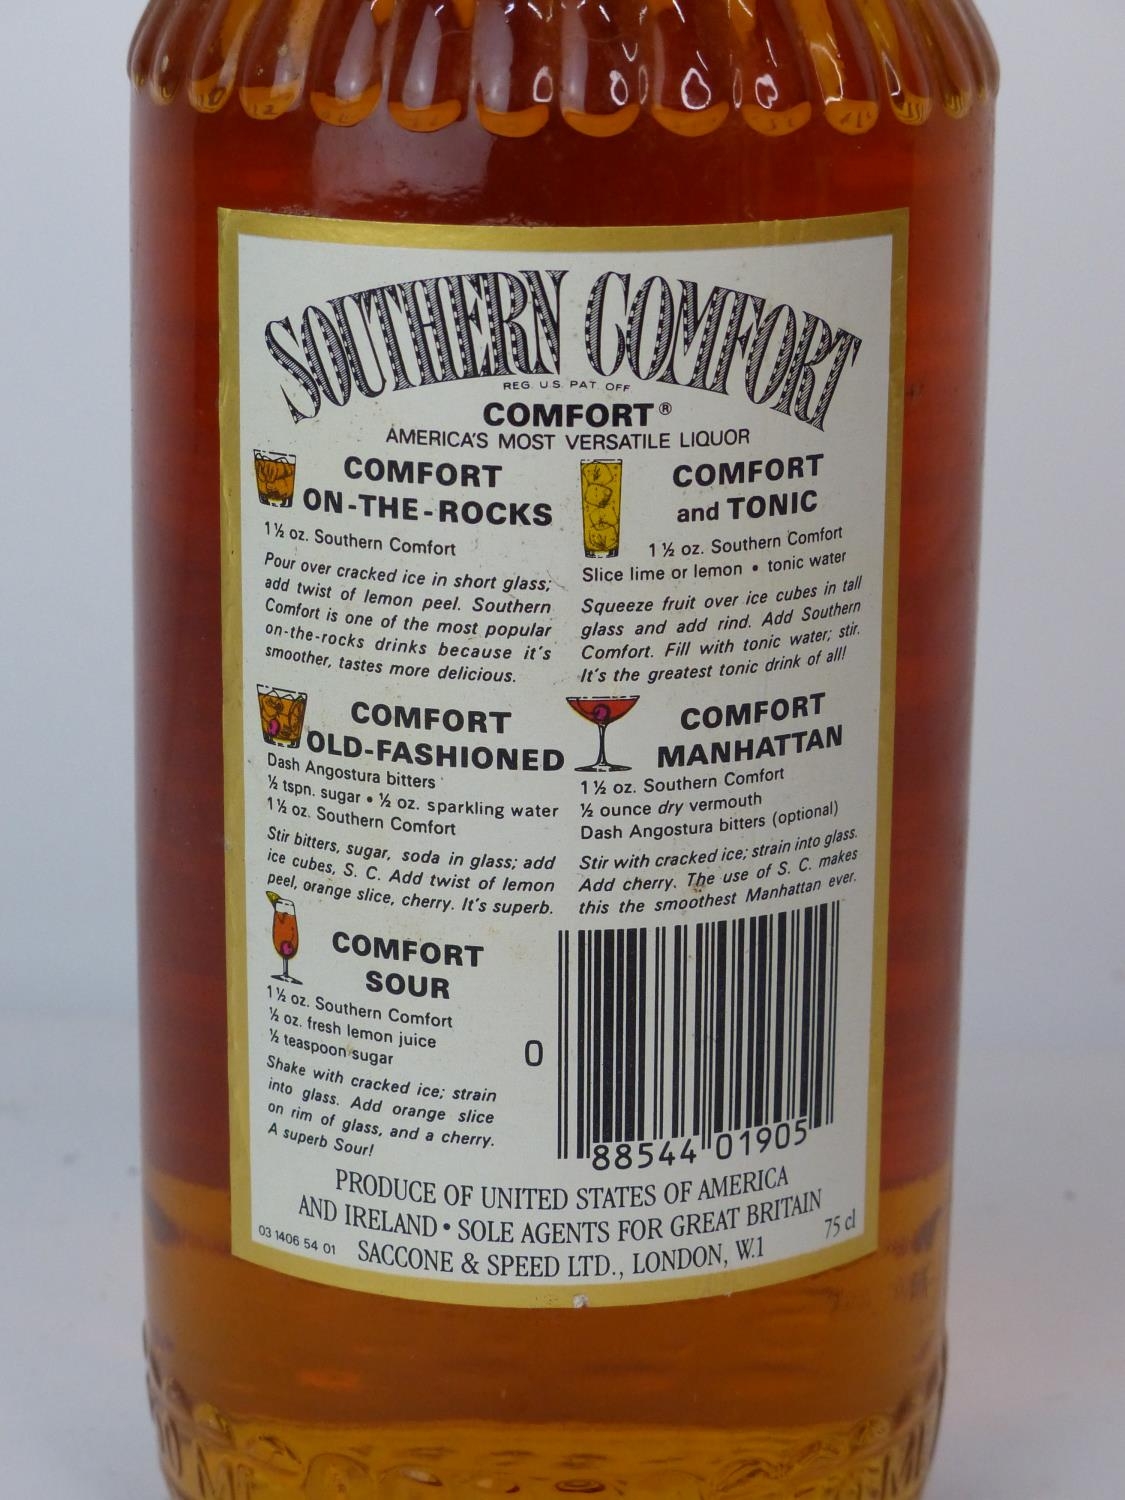 SOUTHERN COMFORT
REG. U.S. PAT. OFF
COMFORT®
AMERICA'S MOST VERSATILE LIQUOR
COMFORT
ON-THE-ROCKS
1½ oz. Southern Comfort
Pour over cracked ice in short glass;
add twist of lemon peel. Southern
Comfort is one of the most popular
on-the-rocks drinks because it's
smoother, tastes more delicious.
COMFORT
and TONIC
1½ oz. Southern Comfort
Slice lime or lemon • tonic water
Squeeze fruit over ice cubes in tall
glass and add rind. Add Southern
Comfort. Fill with tonic water; stir.
It's the greatest tonic drink of all!
COMFORT
OLD-FASHIONED
Dash Angostura bitters
½ tspn. sugar • ½ oz. sparkling water
1½ oz. Southern Comfort
Stir bitters, sugar, soda in glass; add
ice cubes, S. C. Add twist of lemon
peel, orange slice, cherry. It's superb.
COMFORT
MANHATTAN
1½ oz. Southern Comfort
½ ounce dry vermouth
Dash Angostura bitters (optional)
Stir with cracked ice; strain into glass.
Add cherry. The use of S. C. makes
this the smoothest Manhattan ever.
COMFORT
SOUR
1½ oz. Southern Comfort
½ oz. fresh lemon juice
½ teaspoon sugar
Shake with cracked ice; strain
into glass. Add orange slice
on rim of glass, and a cherry.
A superb Sour!
0 88544 01905
PRODUCE OF UNITED STATES OF AMERICA
AND IRELAND • SOLE AGENTS FOR GREAT BRITAIN
SACCONE & SPEED LTD., LONDON, W.1
03 1406 54 01
75 cl